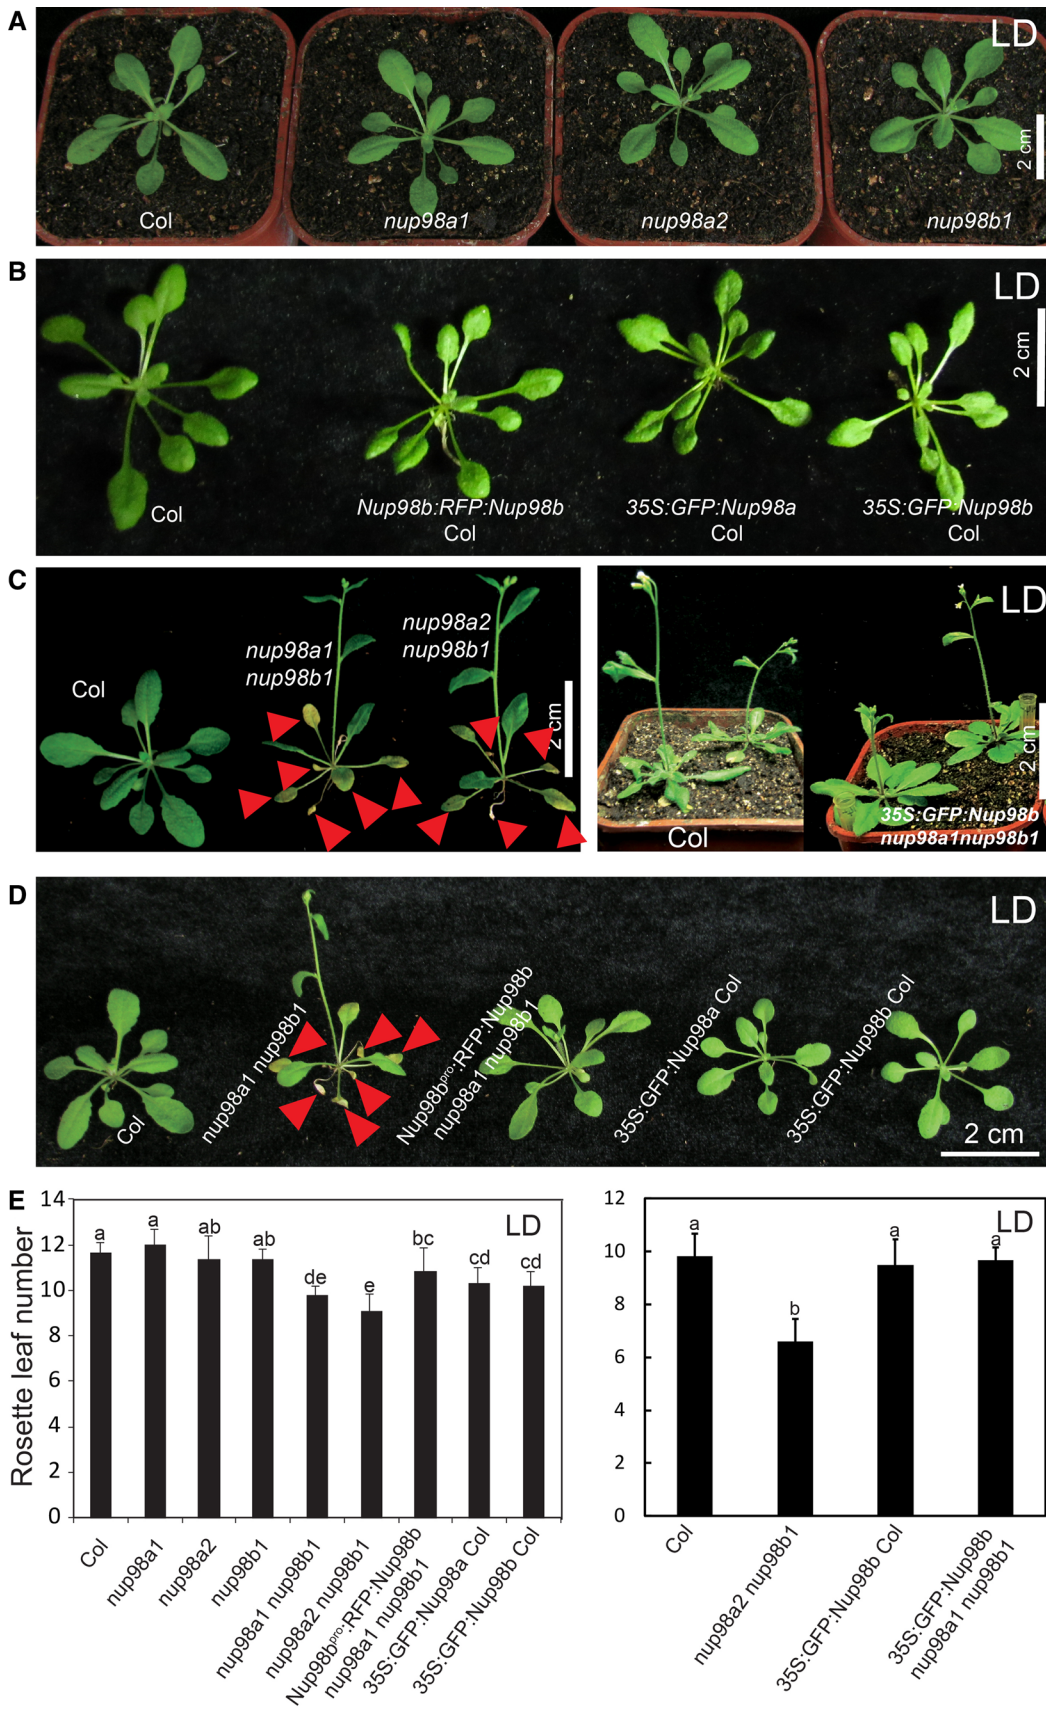 A
LD
2 cm
Col
nup98a1
nup98a2
nup98b1
B
LD
2 cm
Col
Nup98b:RFP:Nup98b
Col
35S:GFP:Nup98a
Col
35S:GFP:Nup98b
Col
C
Col
nup98a1
nup98b1
nup98a2
nup98b1
2 cm
LD
Col
2 cm
35S:GFP:Nup98b
nup98a1nup98b1
D
LD
Col
nup98a1 nup98b1
Nup98bpro:RFP:Nup98b
nup98a1 nup98b1
35S:GFP:Nup98a Col
35S:GFP:Nup98b Col
2 cm
E
Rosette leaf number
14
12
10
8
6
4
2
0
LD
a
a
ab
ab
de
e
bc
cd
cd
Col
nup98a1
nup98a2
nup98b1
nup98a1 nup98b1
nup98a2 nup98b1
Nup98bpro:RFP:Nup98b
nup98a1 nup98b1
35S:GFP:Nup98a Col
35S:GFP:Nup98b Col
12
10
8
6
4
2
0
LD
a
b
a
a
Col
nup98a2 nup98b1
35S:GFP:Nup98b Col
35S:GFP:Nup98b
nup98a1 nup98b1